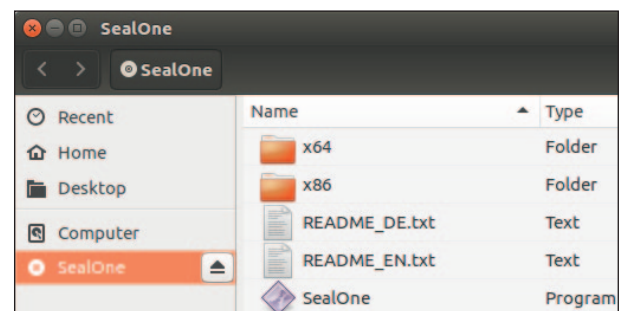 SealOne
SealOne
Recent
Home
Desktop
Computer
SealOne
Name Type
x64 Folder
x86 Folder
README_DE.txt Text
README_EN.txt Text
SealOne Program